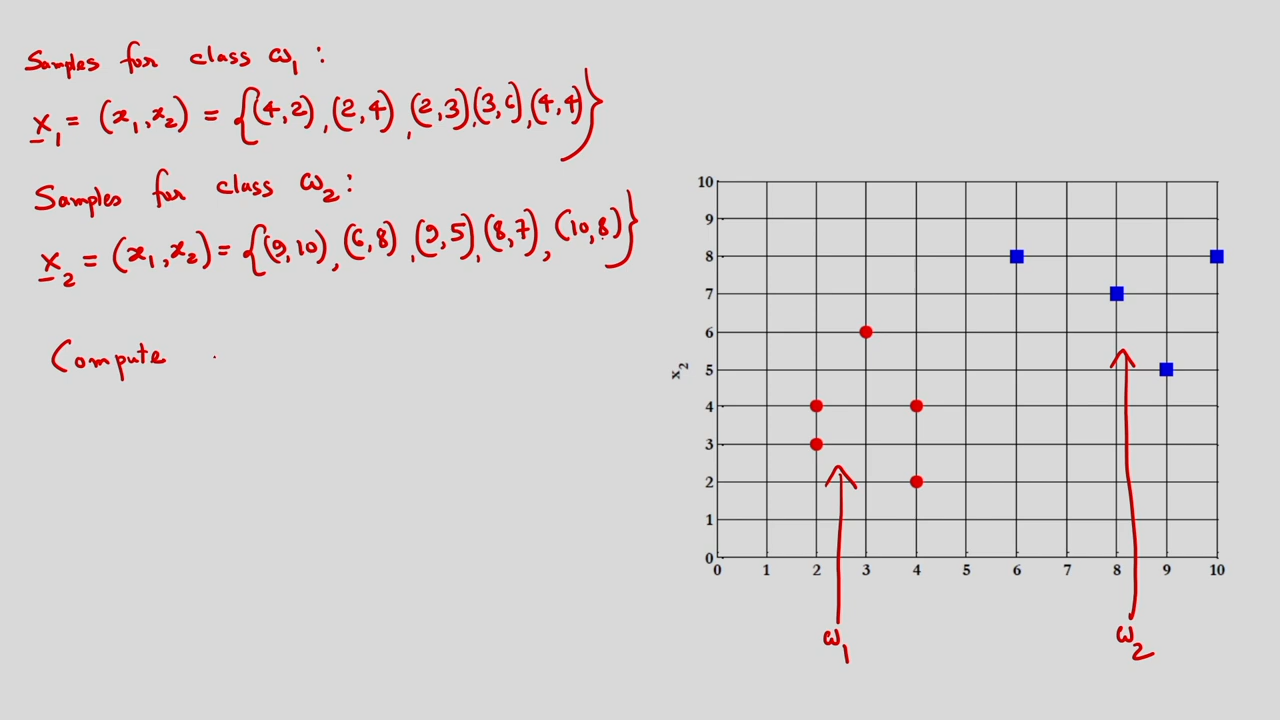 Samples for class ω₁ :
x₁ = (x₁, x₂) = {(4,2), (2,4), (2,3), (3,6), (4,4)}
Samples for class ω₂ :
x₂ = (x₁, x₂) = {(9,10), (6,8), (9,5), (8,7), (10,8)}
Compute
10
9
8
7
6
5
4
3
2
1
0
x₂
0 1 2 3 4 5 6 7 8 9 10
ω₁ ω₂